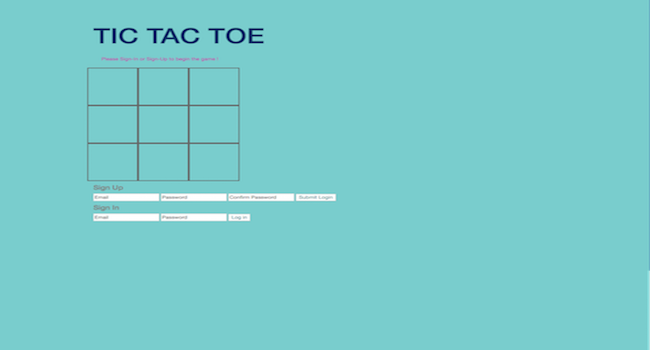 TIC TAC TOE
Please Sign In or Sign Up to begin the game!
Sign Up
Email Password Confirm Password Submit Login
Sign In
Email Password Log in